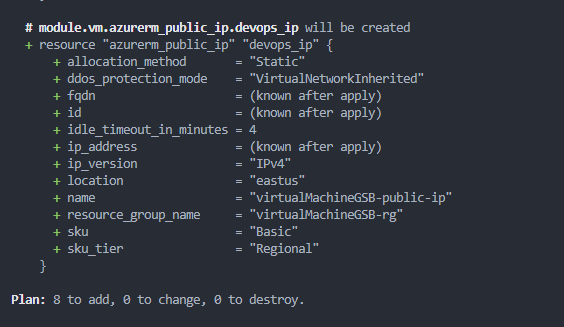 # module.vm.azurerm_public_ip.devops_ip will be created
+ resource "azurerm_public_ip" "devops_ip" {
+ allocation_method = "Static"
+ ddos_protection_mode = "VirtualNetworkInherited"
+ fqdn = (known after apply)
+ id = (known after apply)
+ idle_timeout_in_minutes = 4
+ ip_address = (known after apply)
+ ip_version = "IPv4"
+ location = "eastus"
+ name = "virtualMachineGSB-public-ip"
+ resource_group_name = "virtualMachineGSB-rg"
+ sku = "Basic"
+ sku_tier = "Regional"
}
Plan: 8 to add, 0 to change, 0 to destroy.